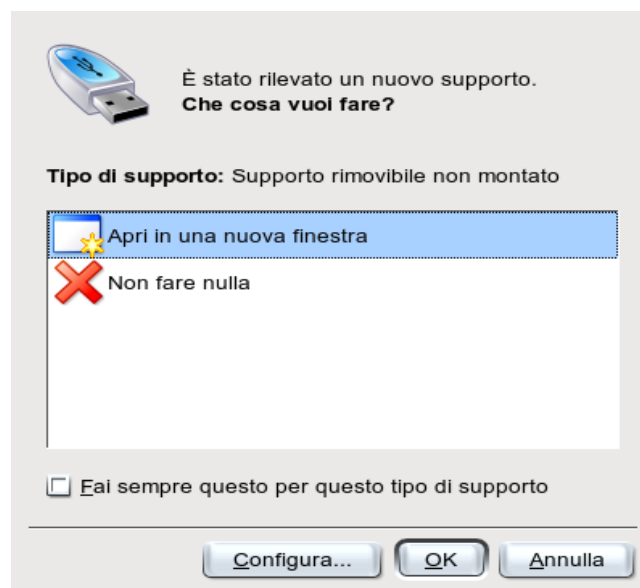 È stato rilevato un nuovo supporto.
Che cosa vuoi fare?
Tipo di supporto: Supporto rimovibile non montato
Apri in una nuova finestra
Non fare nulla
Fai sempre questo per questo tipo di supporto
Configura... OK Annulla